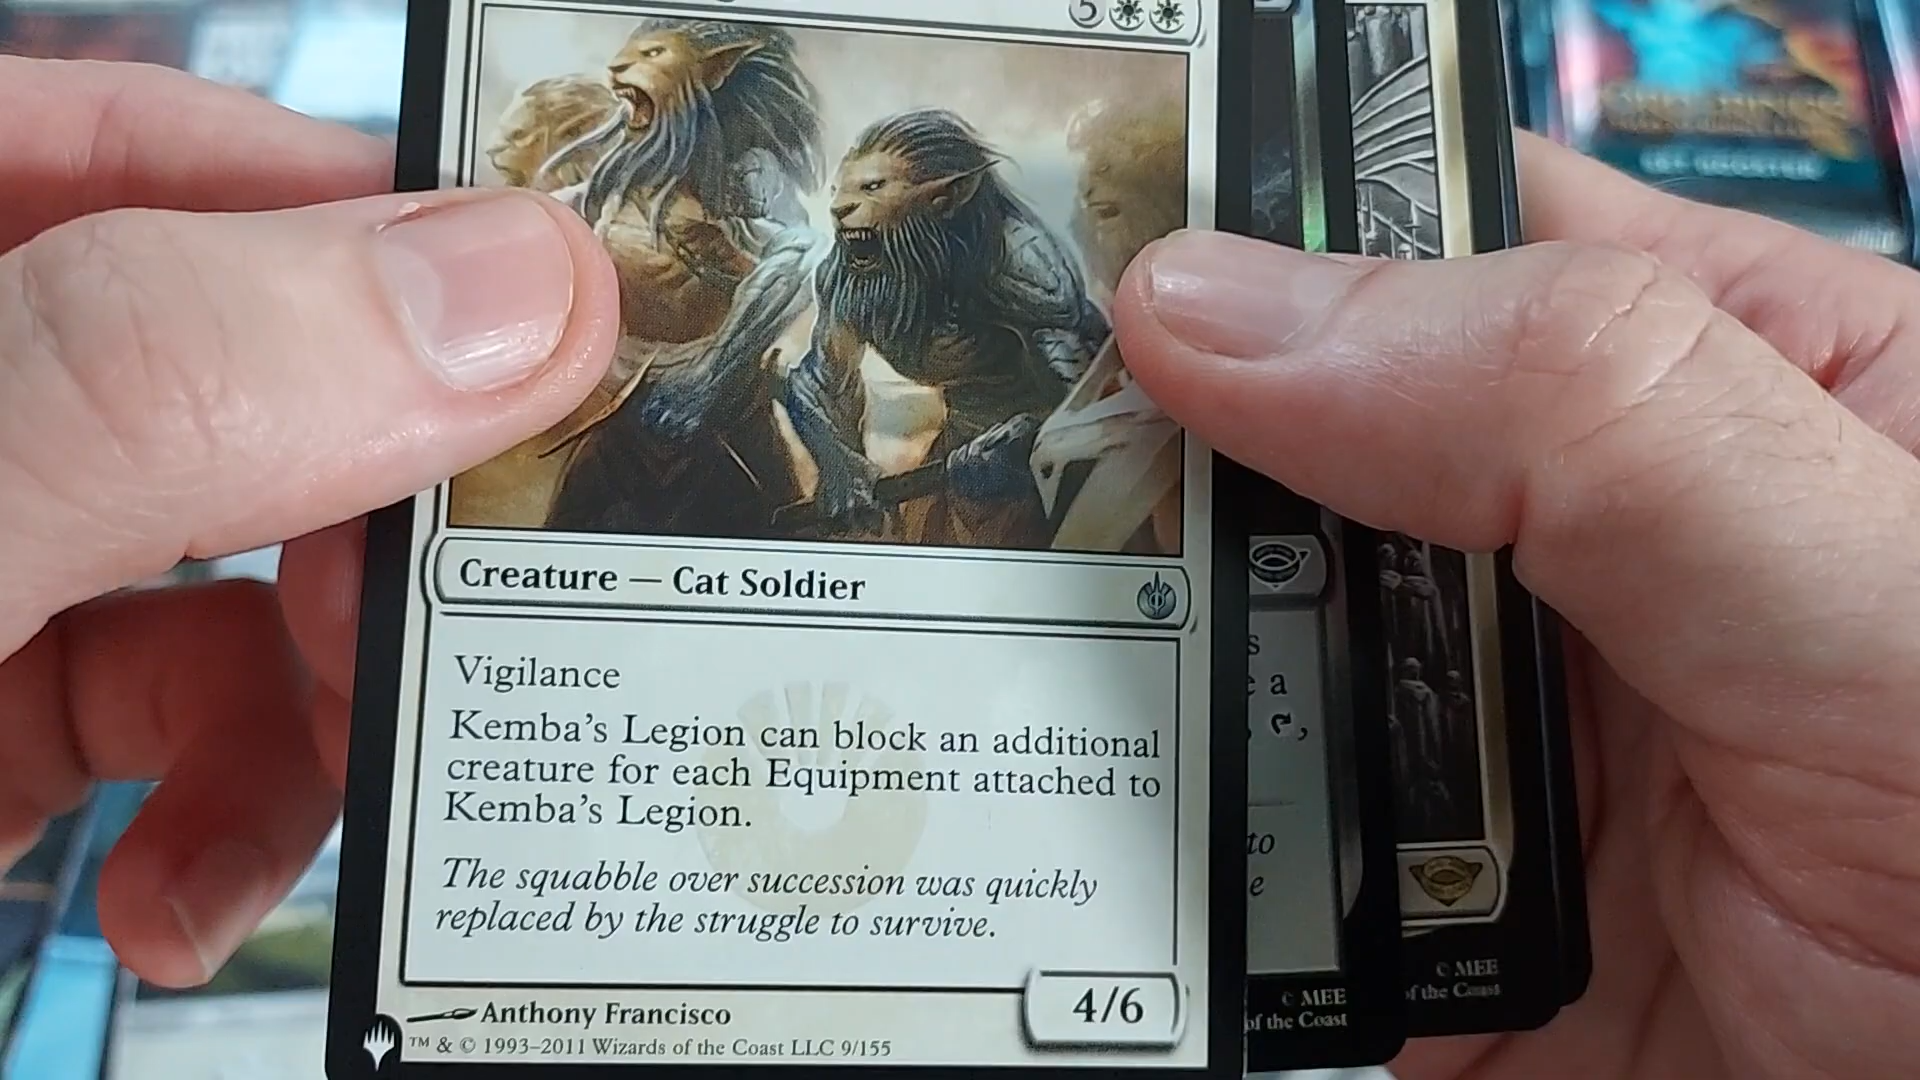 5
Creature — Cat Soldier
Vigilance
Kemba's Legion can block an additional
creature for each Equipment attached to
Kemba's Legion.
The squabble over succession was quickly
replaced by the struggle to survive.
Anthony Francisco
4/6
™ & © 1993–2011 Wizards of the Coast LLC 9/155
s
a
,
to
e
© MEE
of the Coast
© MEE
of the Coast